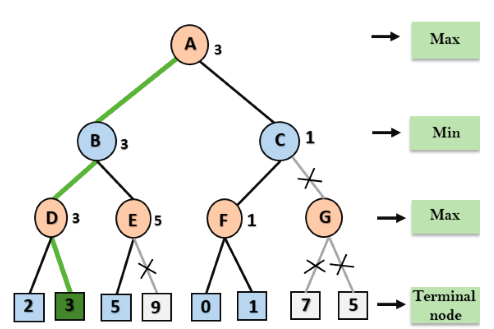 A 3
Max
B 3
C 1
Min
D 3
E 5
F 1
G
Max
2
3
5
9
0
1
7
5
Terminal
node